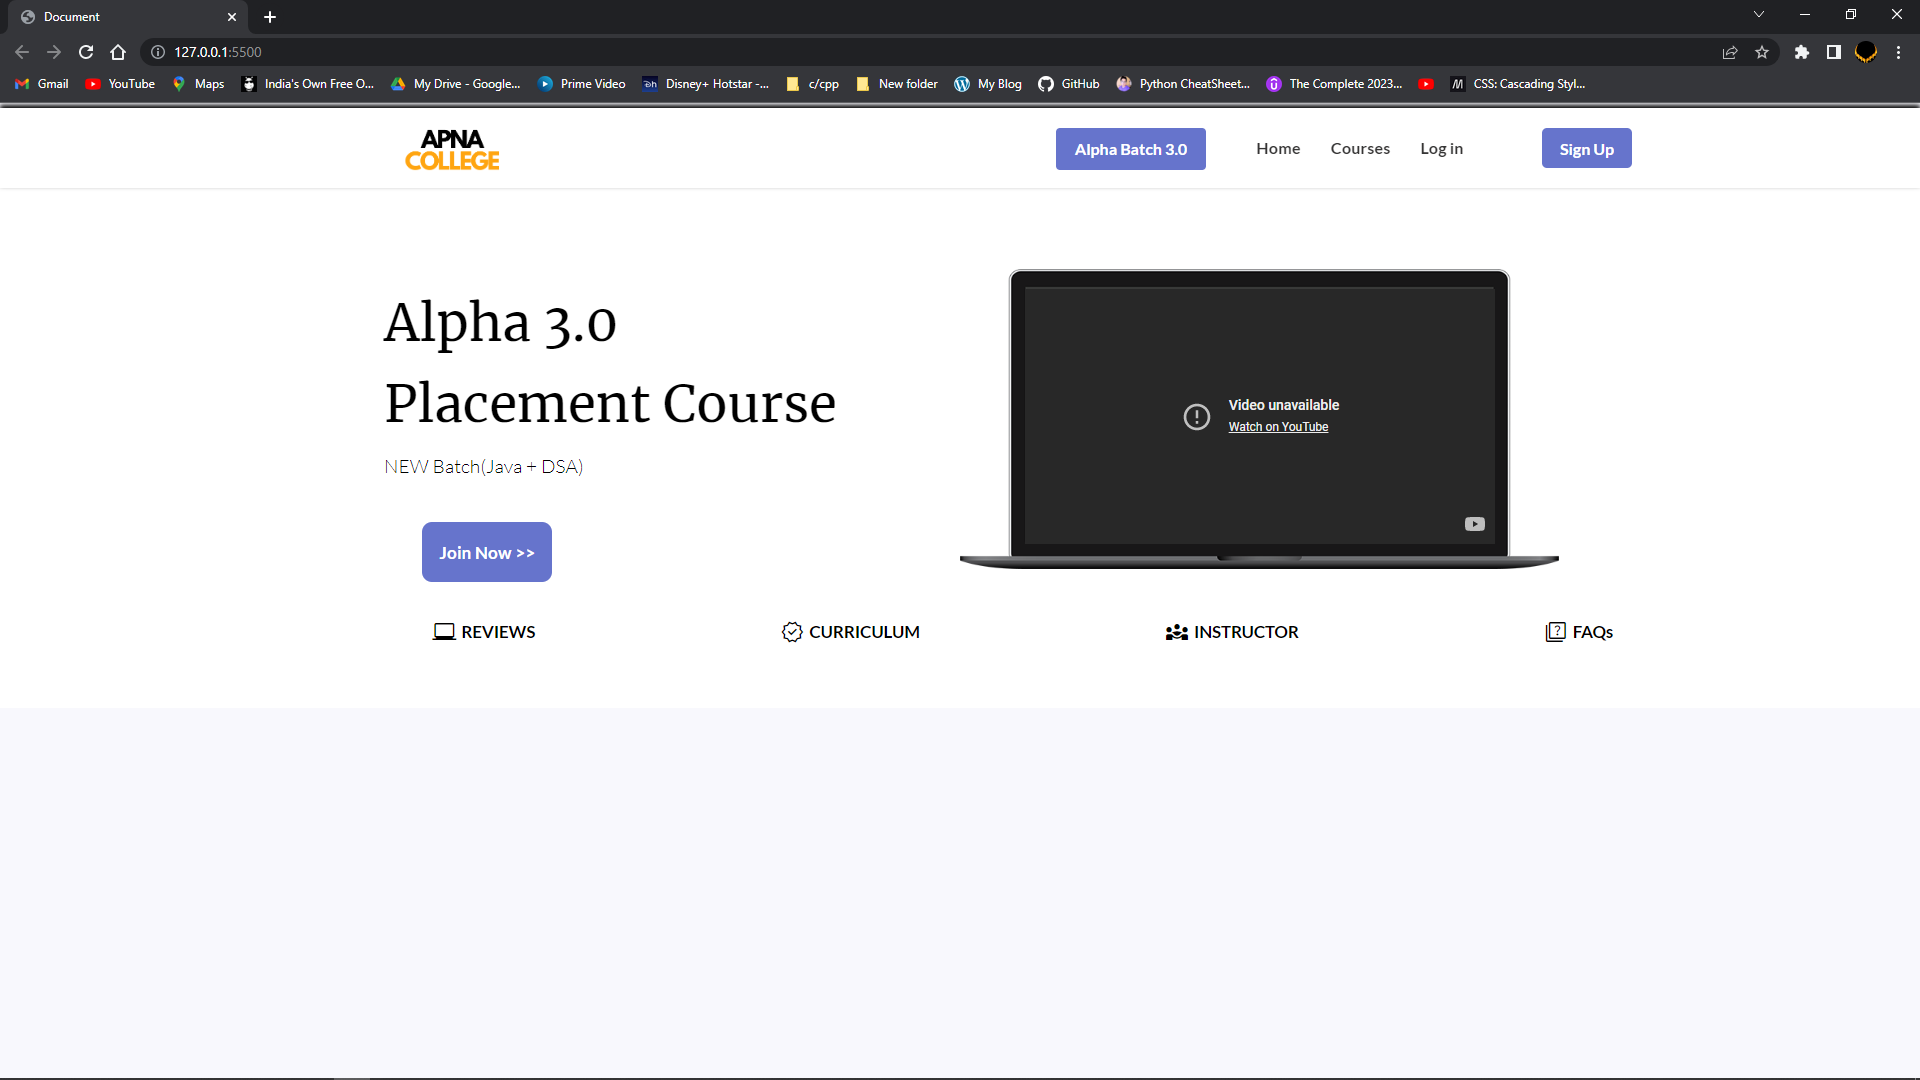 Document
127.0.0.1:5500
Gmail YouTube Maps India's Own Free O... My Drive - Google... Prime Video Disney+ Hotstar -... c/cpp New folder My Blog GitHub Python CheatSheet... The Complete 2023... CSS: Cascading Styl...
APNA
COLLEGE
Alpha Batch 3.0 Home Courses Log in Sign Up
Alpha 3.0
Placement Course
NEW Batch(Java + DSA)
Join Now >>
Video unavailable
Watch on YouTube
REVIEWS CURRICULUM INSTRUCTOR FAQs